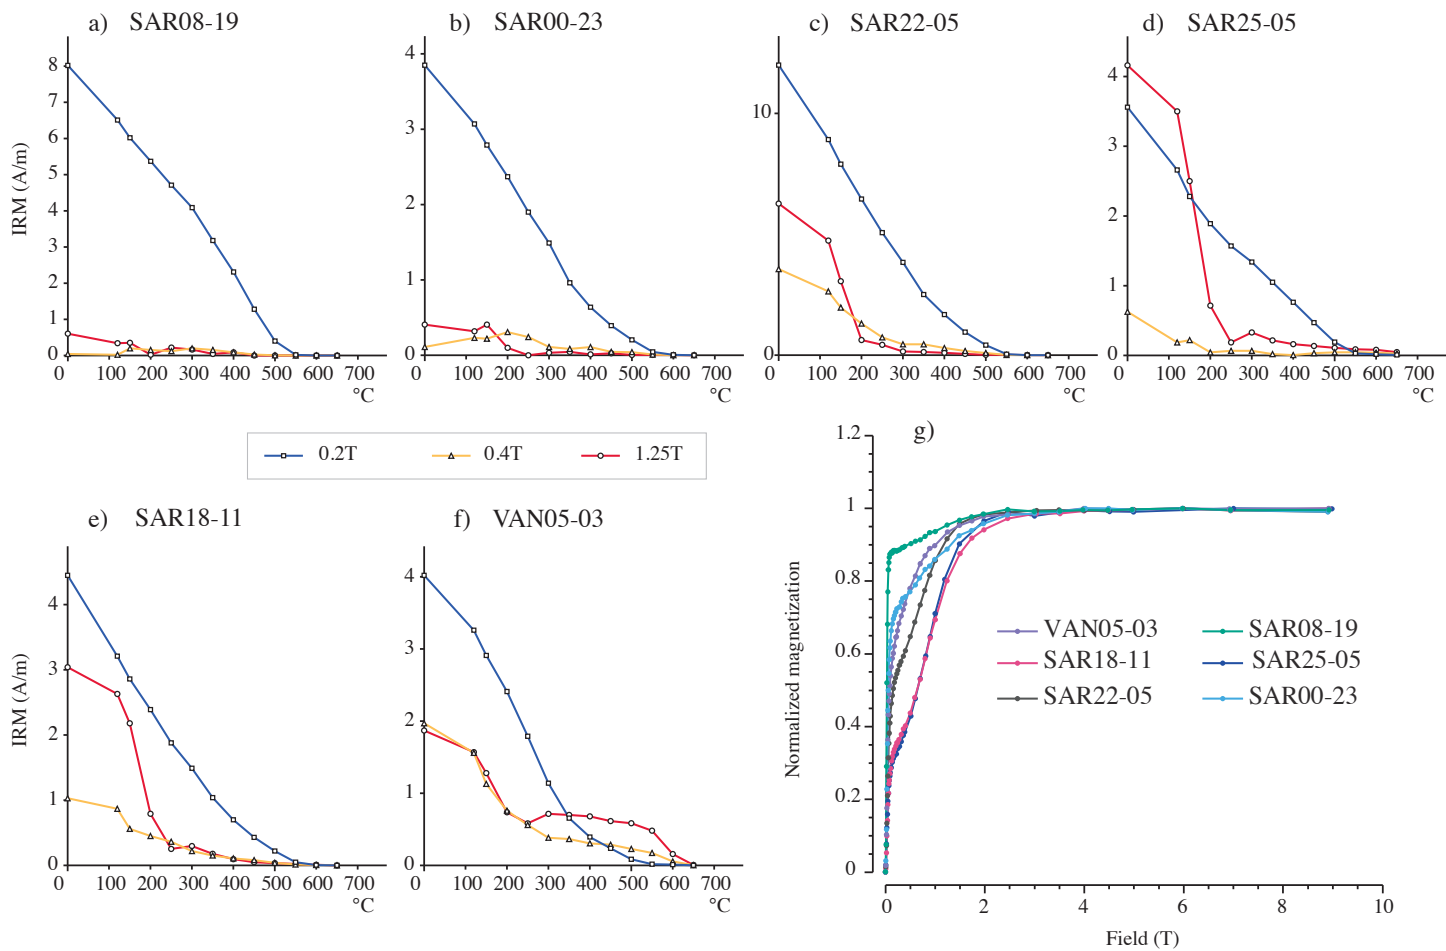 a) SAR08-19
b) SAR00-23
c) SAR22-05
d) SAR25-05
IRM (A/m)
8
7
6
5
4
3
2
1
0
0 100 200 300 400 500 600 700
°C
4
3
2
1
0
0 100 200 300 400 500 600 700
°C
10
0
0 100 200 300 400 500 600 700
°C
4
3
2
1
0
0 100 200 300 400 500 600 700
°C
0.2T 0.4T 1.25T
e) SAR18-11
f) VAN05-03
IRM (A/m)
4
3
2
1
0
0 100 200 300 400 500 600 700
°C
4
3
2
1
0
0 100 200 300 400 500 600 700
°C
g)
Normalized magnetization
1.2
1
0.8
0.6
0.4
0.2
0
VAN05-03 SAR08-19
SAR18-11 SAR25-05
SAR22-05 SAR00-23
0 2 4 6 8 10
Field (T)